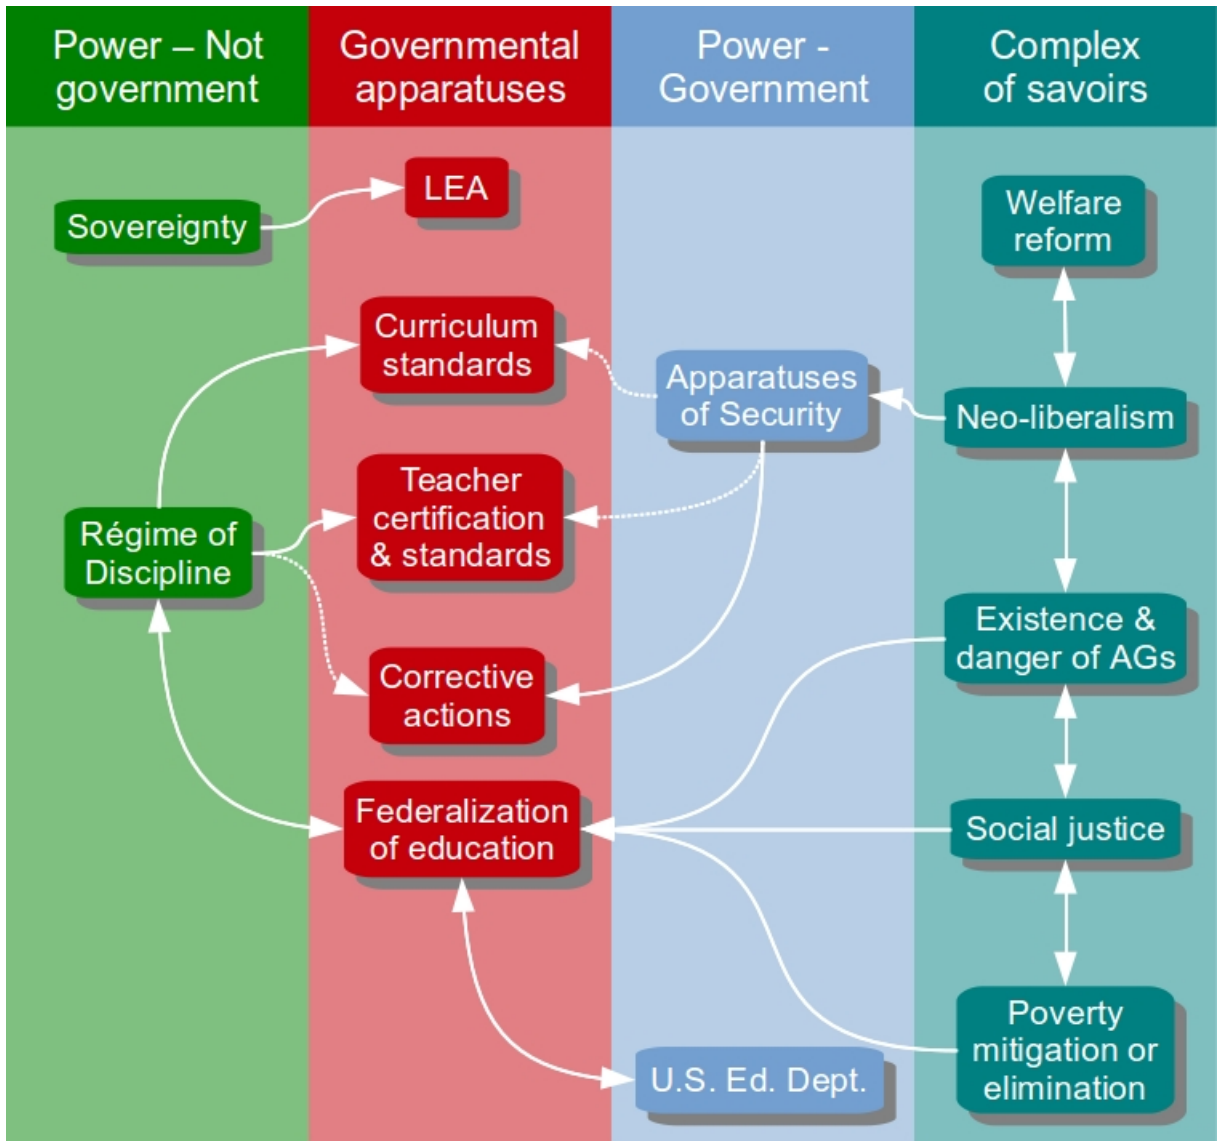 Power – Not
government
Governmental
apparatuses
Power -
Government
Complex
of savoirs
Sovereignty
Régime of
Discipline
LEA
Curriculum
standards
Teacher
certification
& standards
Corrective
actions
Federalization
of education
Apparatuses
of Security
U.S. Ed. Dept.
Welfare
reform
Neo-liberalism
Existence &
danger of AGs
Social justice
Poverty
mitigation or
elimination